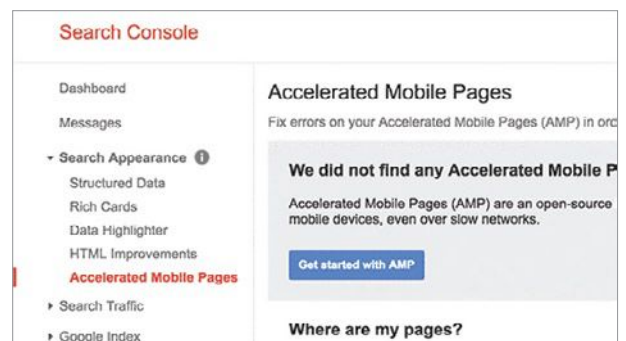 Search Console
Dashboard
Messages
Search Appearance
Structured Data
Rich Cards
Data Highlighter
HTML Improvements
Accelerated Mobile Pages
Search Traffic
Google Index
Accelerated Mobile Pages
Fix errors on your Accelerated Mobile Pages (AMP) in orc
We did not find any Accelerated Mobile P
Accelerated Mobile Pages (AMP) are an open-source
mobile devices, even over slow networks.
Get started with AMP
Where are my pages?